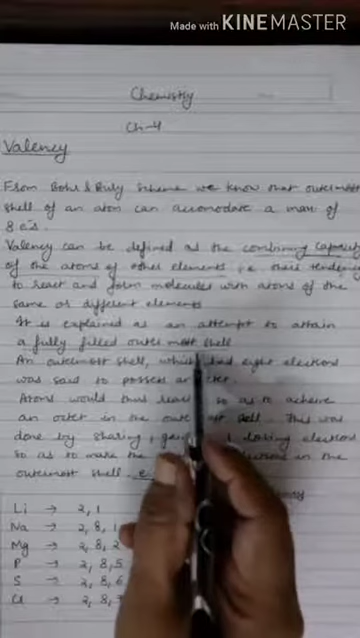 Made with KINEMASTER
Chemistry
Ch-4
Valency
From Bohr & Bury Scheme we know that outermost
shell of an atom can accomodate a max of
8 es.
Valency can be defined as the combining capacity
of the atoms of other elements i.e their tendency
to react and form molecules with atoms of the
same or different elements
It is explained as an attempt to attain
a fully filled outer most shell
An outermost shell, which had eight electrons
was said to possess an
Atoms would thus so as to achieve
an octet in the This was
done by sharing, losing electrons
so as to make the in the
outermost shell.
Li → 2, 1
Na → 2, 8, 1
Mg → 2, 8, 2
P → 2, 8, 5
S → 2, 8, 6
Cl → 2, 8, 7